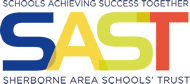 SCHOOLS ACHIEVING SUCCESS TOGETHER
SAST
SHERBORNE AREA SCHOOLS' TRUST